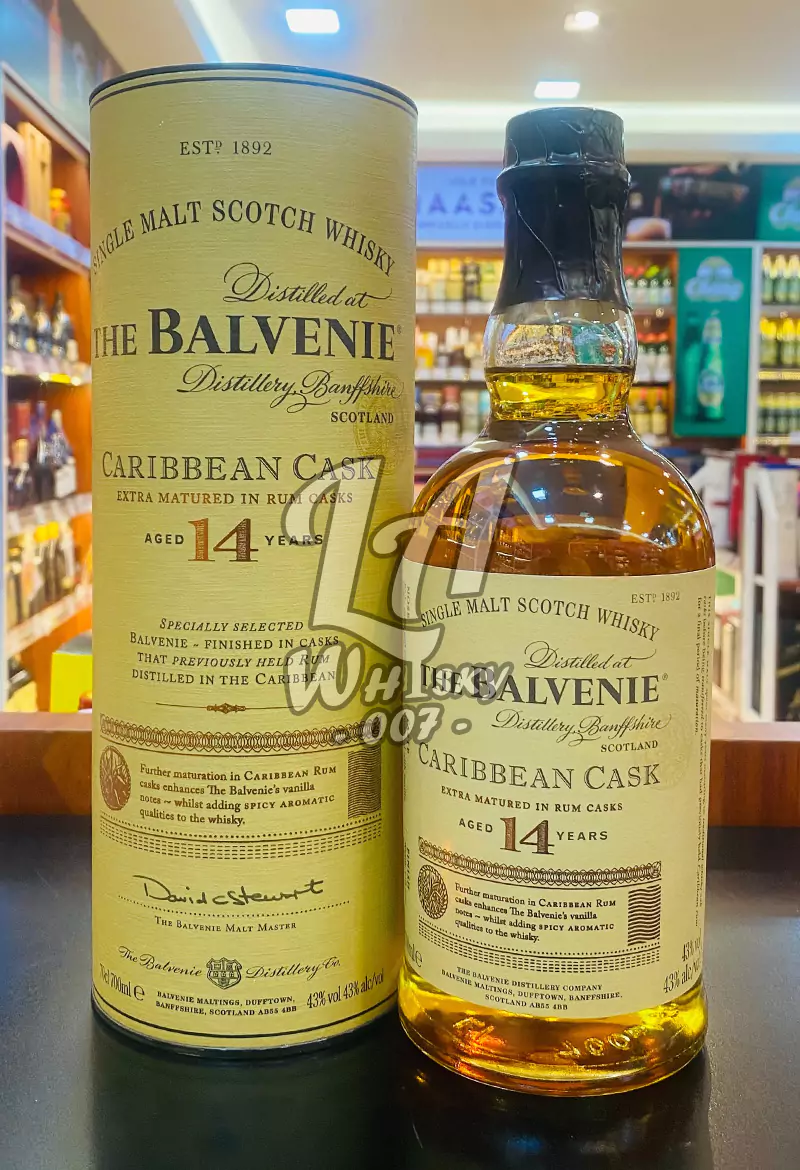 ESTD 1892
SINGLE MALT SCOTCH WHISKY
Distilled at
THE BALVENIE®
Distillery, Banffshire
SCOTLAND
CARIBBEAN CASK
EXTRA MATURED IN RUM CASKS
AGED 14 YEARS
SPECIALLY SELECTED
BALVENIE ~ FINISHED IN CASKS
THAT PREVIOUSLY HELD RUM
DISTILLED IN THE CARIBBEAN
Further maturation in CARIBBEAN RUM
casks enhances The Balvenie's vanilla
notes ~ whilst adding SPICY AROMATIC
qualities to the whisky.
David C Stewart
THE BALVENIE MALT MASTER
The Balvenie Distillery Co.
70cl 700ml e
BALVENIE MALTINGS, DUFFTOWN,
BANFFSHIRE, SCOTLAND AB55 4BB
43% vol 43% alc/vol
ESTD 1892
SINGLE MALT SCOTCH WHISKY
Distilled at
THE BALVENIE®
Distillery, Banffshire
SCOTLAND
CARIBBEAN CASK
EXTRA MATURED IN RUM CASKS
AGED 14 YEARS
Further maturation in CARIBBEAN RUM
casks enhances The Balvenie's vanilla
notes ~ whilst adding SPICY AROMATIC
qualities to the whisky.
THE BALVENIE DISTILLERY COMPANY
BALVENIE MALTINGS, DUFFTOWN, BANFFSHIRE,
SCOTLAND AB55 4BB
43% vol
43% alc/vol
LA
WHISKY
- 007 -